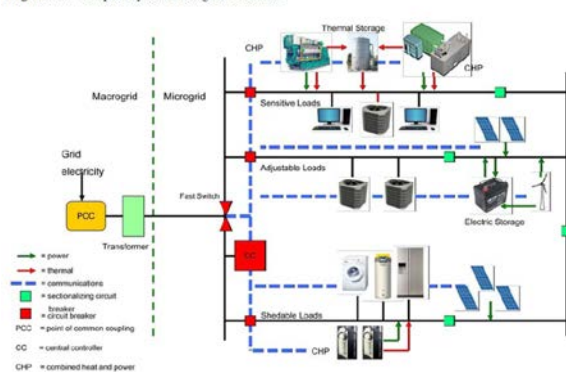 CHP
Thermal Storage
CHP
Macrogrid
Microgrid
Sensitive Loads
Grid
electricity
Adjustable Loads
Fast Switch
PCC
Electric Storage
Transformer
CC
= power
= thermal
= communications
= sectionalizing circuit
breaker
= circuit breaker
Shedable Loads
PCC = point of common coupling
CC = central controller
CHP
CHP = combined heat and power